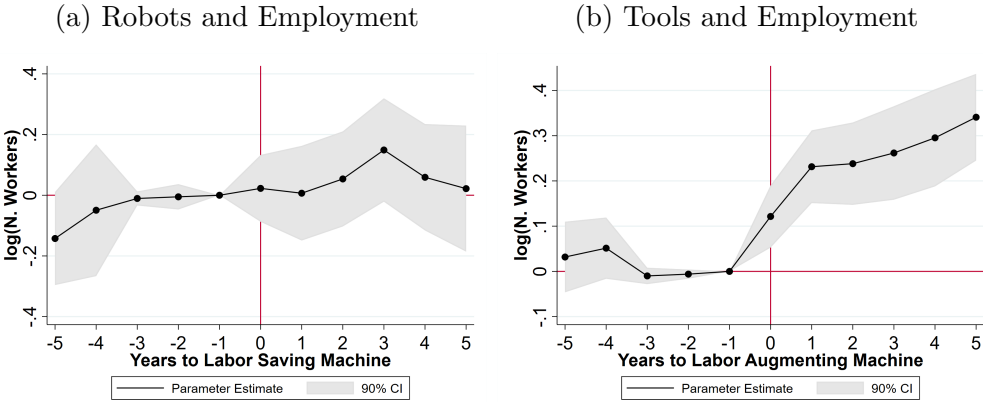 (a) Robots and Employment
log(N. Workers)
.4
.2
0
-.2
-.4
-5 -4 -3 -2 -1 0 1 2 3 4 5
Years to Labor Saving Machine
Parameter Estimate 90% CI
(b) Tools and Employment
log(N. Workers)
.4
.3
.2
.1
0
-.1
-5 -4 -3 -2 -1 0 1 2 3 4 5
Years to Labor Augmenting Machine
Parameter Estimate 90% CI